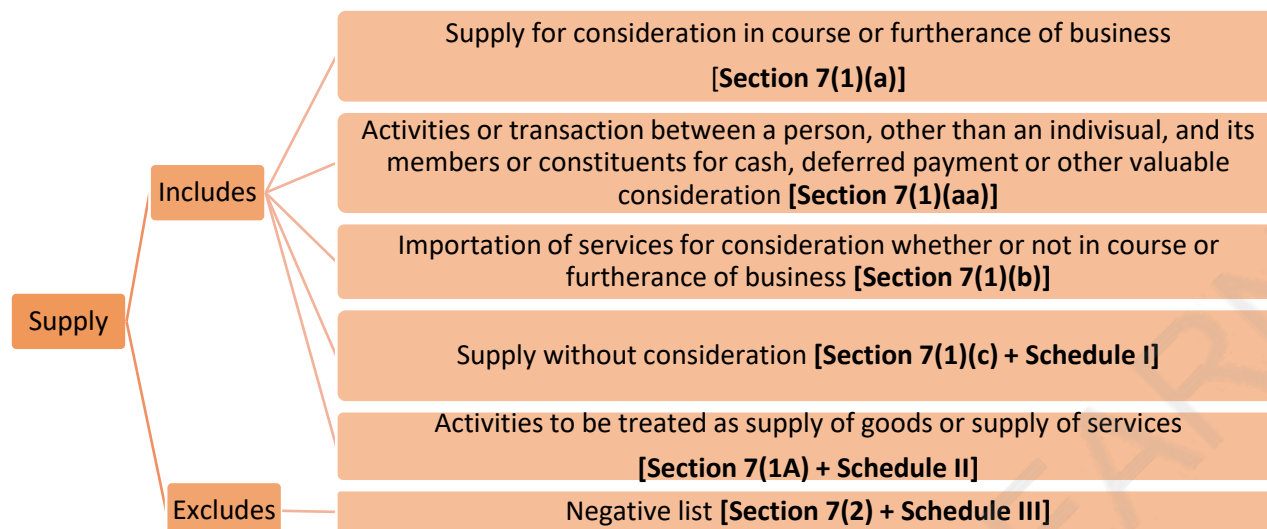 Supply for consideration in course or furtherance of business
[Section 7(1)(a)]
Activities or transaction between a person, other than an indivisual, and its
members or constituents for cash, deferred payment or other valuable
consideration [Section 7(1)(aa)]
Includes
Importation of services for consideration whether or not in course or
furtherance of business [Section 7(1)(b)]
Supply
Supply without consideration [Section 7(1)(c) + Schedule I]
Activities to be treated as supply of goods or supply of services
[Section 7(1A) + Schedule II]
Excludes
Negative list [Section 7(2) + Schedule III]